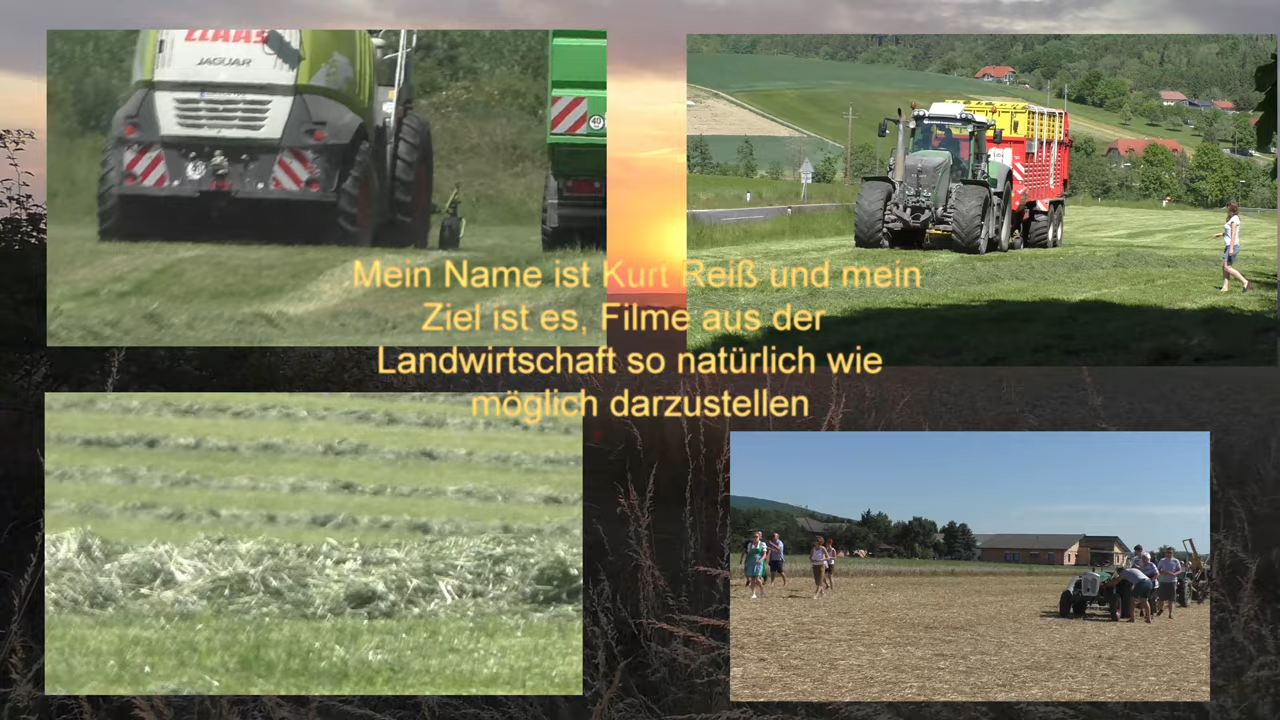 CLAAS
JAGUAR
40
Mein Name ist Kurt Reiß und mein
Ziel ist es, Filme aus der
Landwirtschaft so natürlich wie
möglich darzustellen